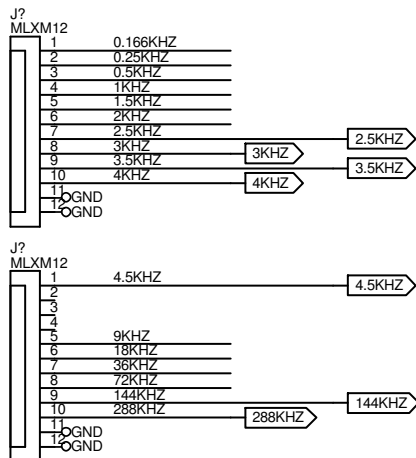 J?
MLXM12
1 0.166KHZ
2 0.25KHZ
3 0.5KHZ
4 1KHZ
5 1.5KHZ
6 2KHZ
7 2.5KHZ 2.5KHZ
8 3KHZ 3KHZ
9 3.5KHZ 3.5KHZ
10 4KHZ 4KHZ
11 GND
12 GND
J?
MLXM12
1 4.5KHZ 4.5KHZ
2
3
4
5 9KHZ
6 18KHZ
7 36KHZ
8 72KHZ
9 144KHZ 144KHZ
10 288KHZ 288KHZ
11 GND
12 GND